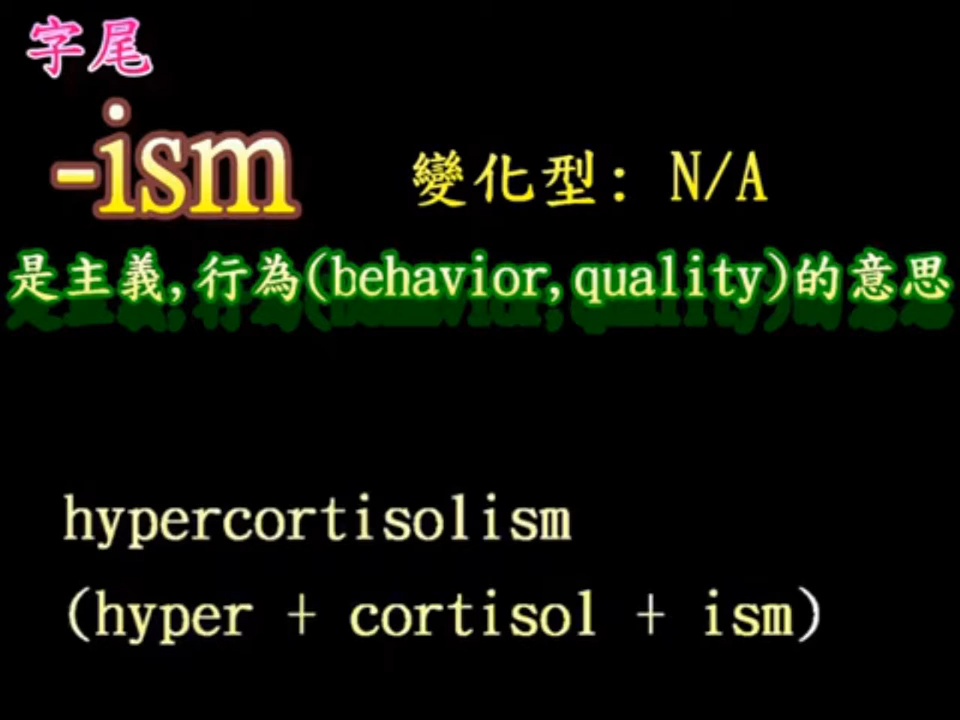 字尾
-ism 變化型: N/A
是主義,行為(behavior,quality)的意思
hypercortisolism
(hyper + cortisol + ism)